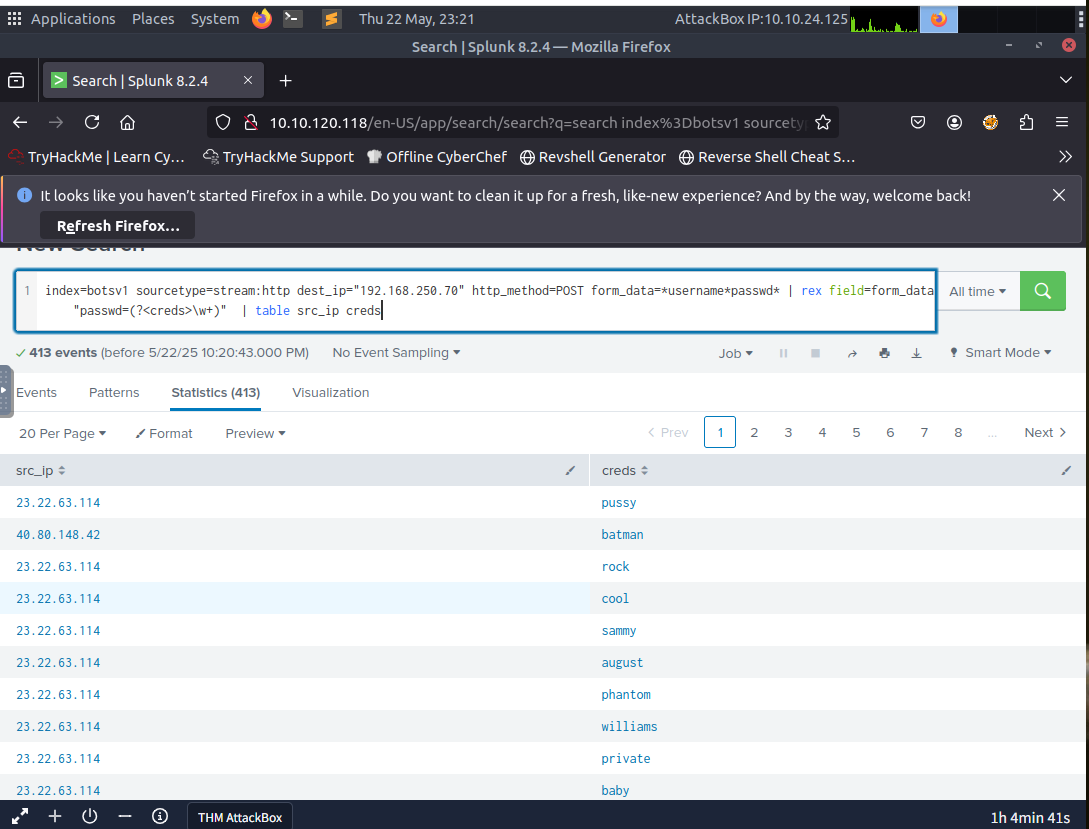 Applications Places System Thu 22 May, 23:21 AttackBox IP:10.10.24.125
Search | Splunk 8.2.4 — Mozilla Firefox
Search | Splunk 8.2.4
10.10.120.118/en-US/app/search/search?q=search index%3Dbotsv1 sourcety
TryHackMe | Learn Cy... TryHackMe Support Offline CyberChef Revshell Generator Reverse Shell Cheat S...
It looks like you haven't started Firefox in a while. Do you want to clean it up for a fresh, like-new experience? And by the way, welcome back!
Refresh Firefox...
New Search
1 index=botsv1 sourcetype=stream:http dest_ip="192.168.250.70" http_method=POST form_data=*username*passwd* | rex field=form_data
"passwd=(?<creds>\w+)" | table src_ip creds
All time
413 events (before 5/22/25 10:20:43.000 PM) No Event Sampling Job Smart Mode
Events Patterns Statistics (413) Visualization
20 Per Page Format Preview < Prev 1 2 3 4 5 6 7 8 ... Next >
src_ip creds
23.22.63.114 pussy
40.80.148.42 batman
23.22.63.114 rock
23.22.63.114 cool
23.22.63.114 sammy
23.22.63.114 august
23.22.63.114 phantom
23.22.63.114 williams
23.22.63.114 private
23.22.63.114 baby
THM AttackBox 1h 4min 41s